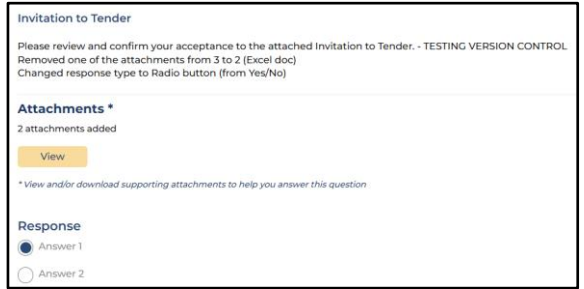 Invitation to Tender
Please review and confirm your acceptance to the attached Invitation to Tender. - TESTING VERSION CONTROL
Removed one of the attachments from 3 to 2 (Excel doc)
Changed response type to Radio button (from Yes/No)
Attachments *
2 attachments added
View
* View and/or download supporting attachments to help you answer this question
Response
Answer 1
Answer 2